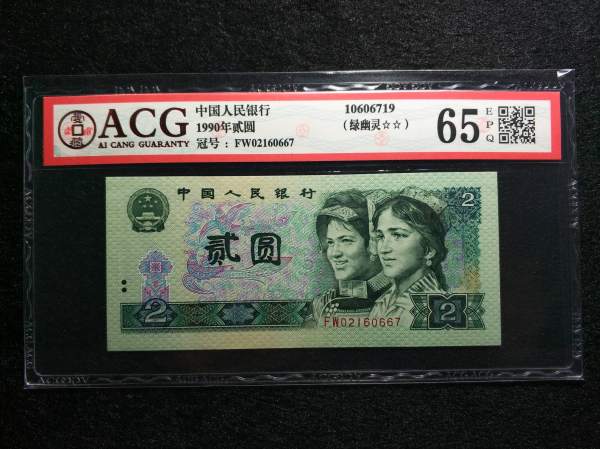 ACG
AI CANG GUARANTY
中国人民银行
1990年贰圆
冠号：FW02160667
10606719
（绿幽灵☆☆）
65
EPQ
中国人民银行
贰圆
2
2
2
FW02160667